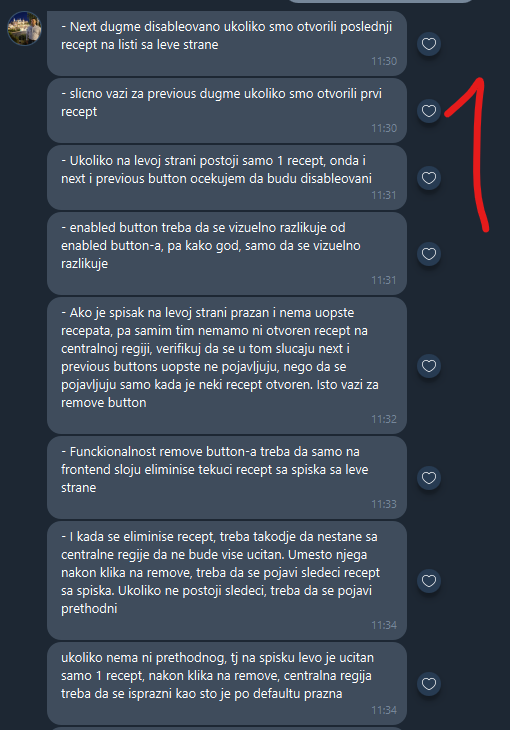 - Next dugme disableovano ukoliko smo otvorili poslednji
recept na listi sa leve strane
11:30
- slicno vazi za previous dugme ukoliko smo otvorili prvi
recept
11:30
- Ukoliko na levoj strani postoji samo 1 recept, onda i
next i previous button ocekujem da budu disableovani
11:31
- enabled button treba da se vizuelno razlikuje od
enabled button-a, pa kako god, samo da se vizuelno
razlikuje
11:31
- Ako je spisak na levoj strani prazan i nema uopste
recepata, pa samim tim nemamo ni otvoren recept na
centralnoj regiji, verifikuj da se u tom slucaju next i
previous buttons uopste ne pojavljuju, nego da se
pojavljuju samo kada je neki recept otvoren. Isto vazi za
remove button
11:32
- Funckionalnost remove button-a treba da samo na
frontend sloju eliminise tekuci recept sa spiska sa leve
strane
11:33
- I kada se eliminise recept, treba takodje da nestane sa
centralne regije da ne bude vise ucitan. Umesto njega
nakon klika na remove, treba da se pojavi sledeci recept
sa spiska. Ukoliko ne postoji sledeci, treba da se pojavi
prethodni
11:34
ukoliko nema ni prethodnog, tj na spisku levo je ucitan
samo 1 recept, nakon klika na remove, centralna regija
treba da se isprazni kao sto je po defaultu prazna
11:34
1